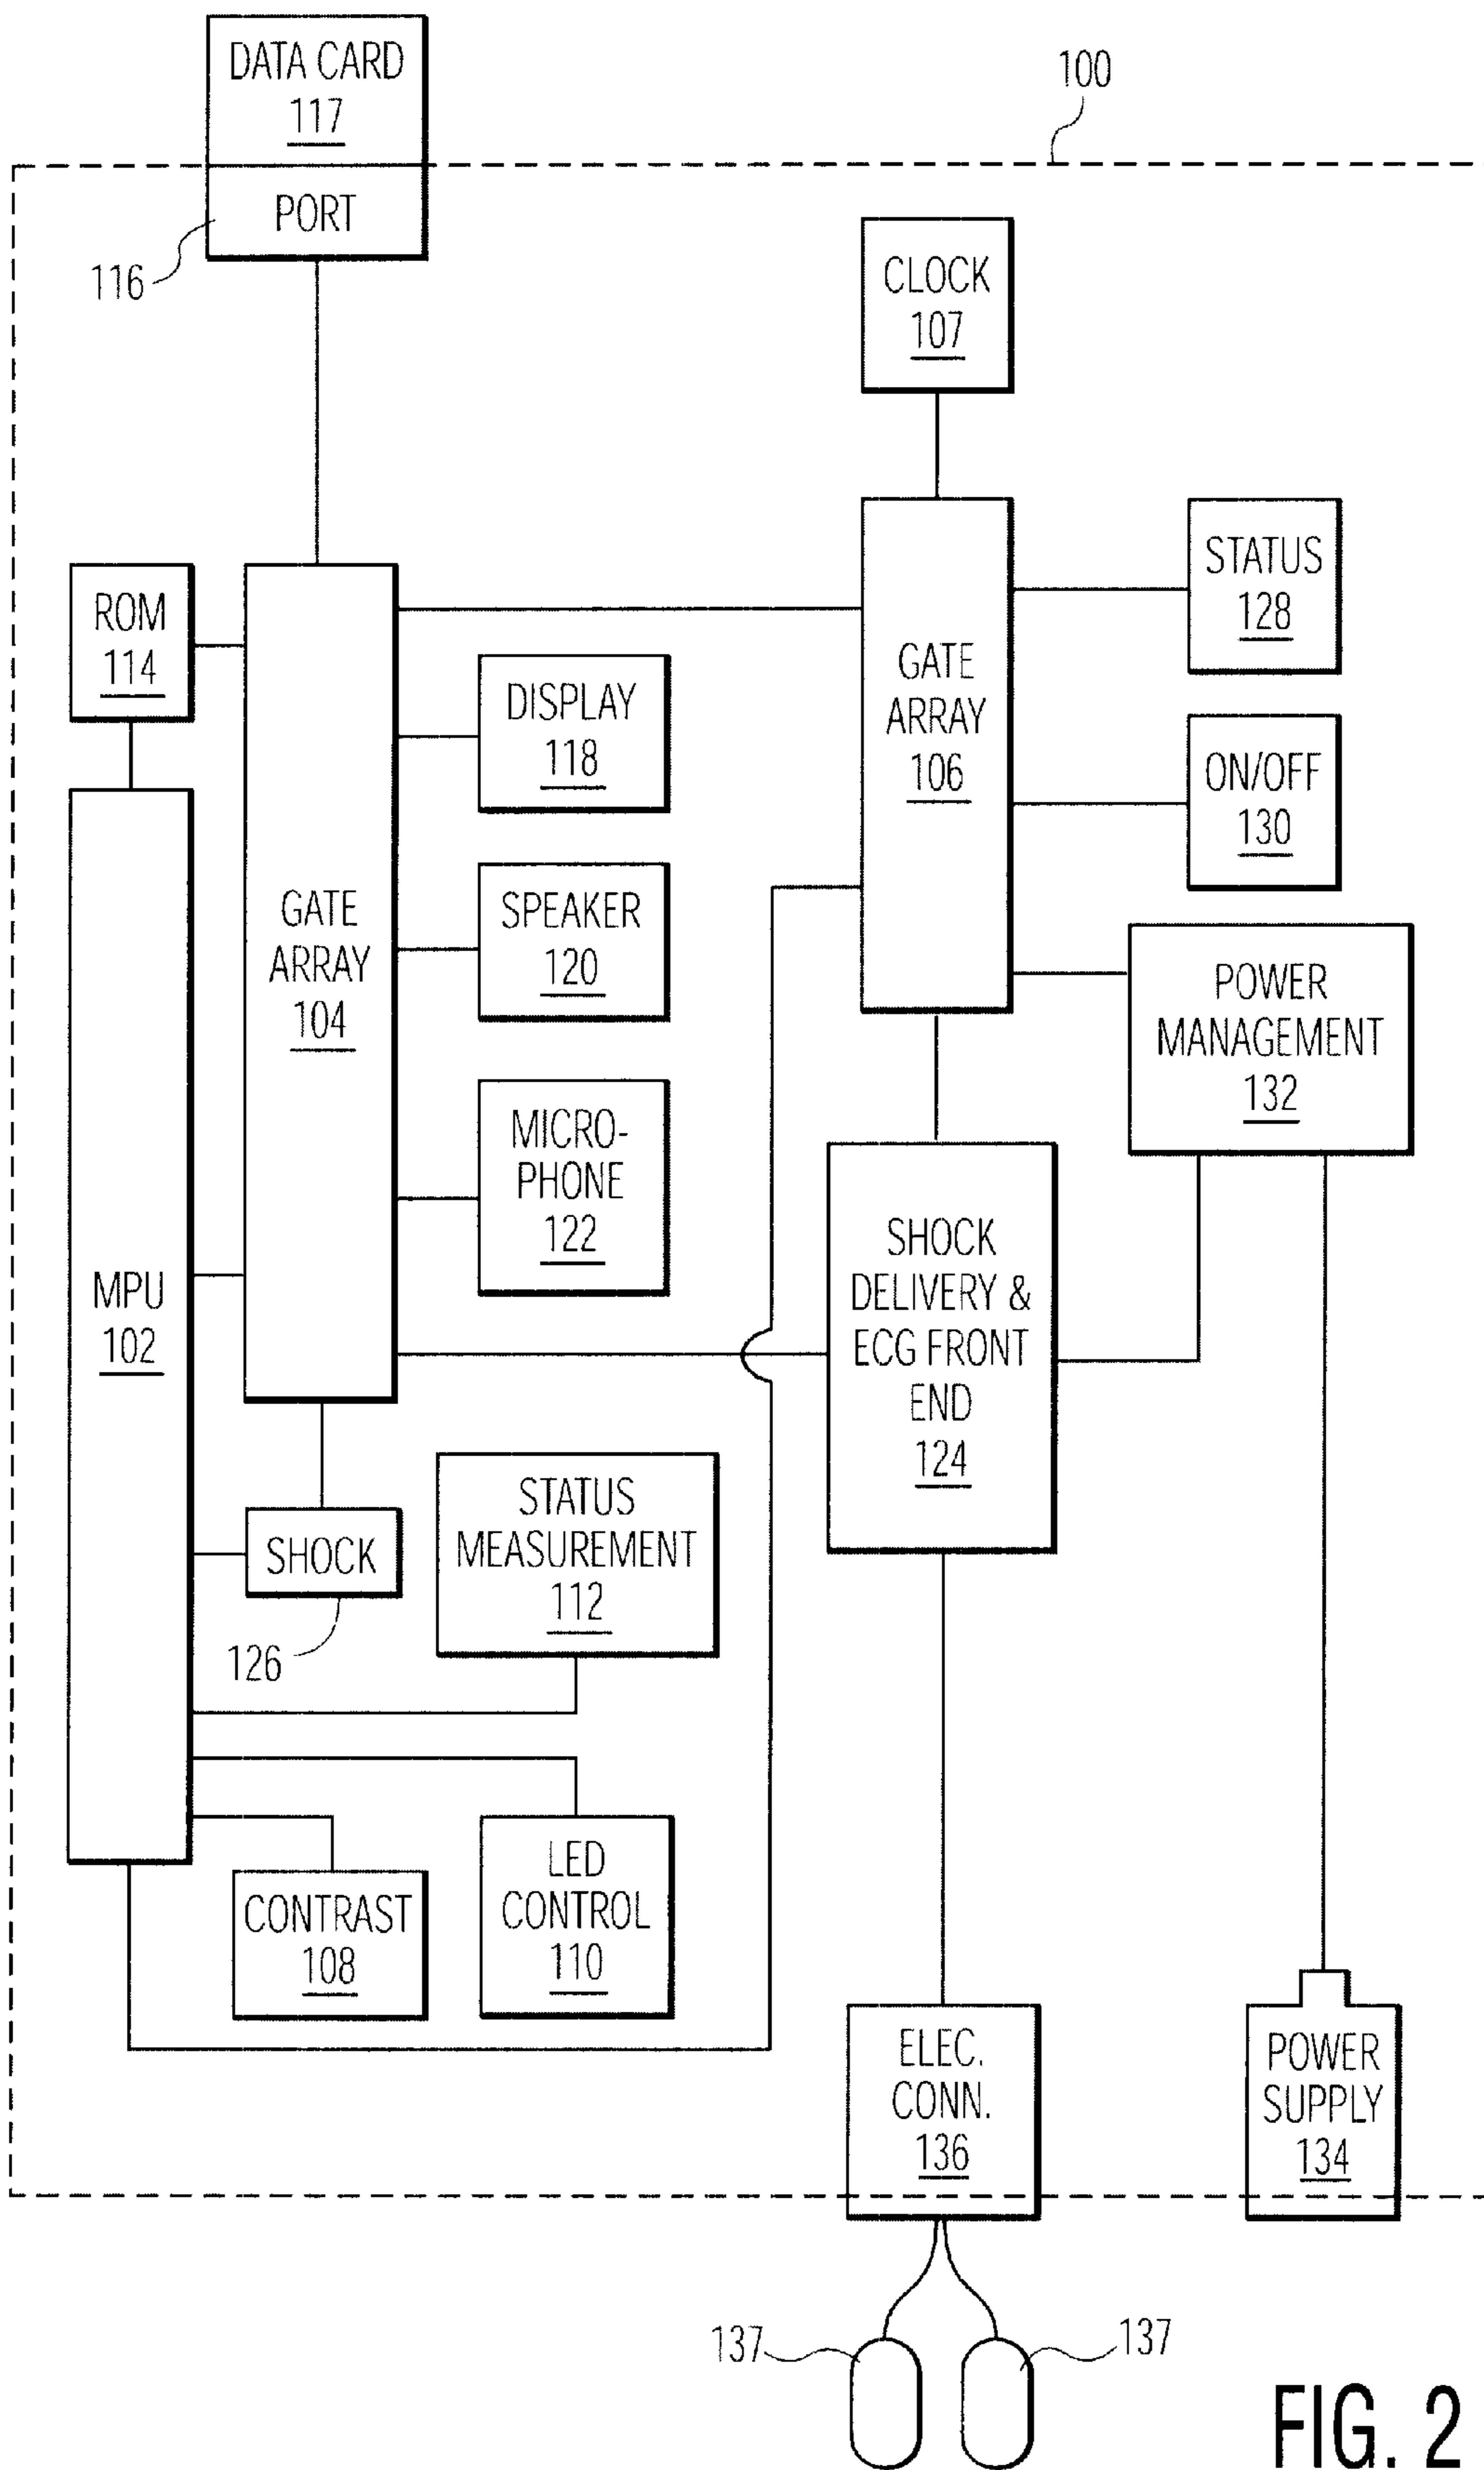 DATA CARD
117
100
PORT
116
CLOCK
107
ROM
114
GATE
ARRAY
104
DISPLAY
118
SPEAKER
120
MICRO-
PHONE
122
GATE
ARRAY
106
STATUS
128
ON/OFF
130
POWER
MANAGEMENT
132
MPU
102
SHOCK
DELIVERY &
ECG FRONT
END
124
SHOCK
126
STATUS
MEASUREMENT
112
CONTRAST
108
LED
CONTROL
110
ELEC.
CONN.
136
POWER
SUPPLY
134
137
137
FIG. 2